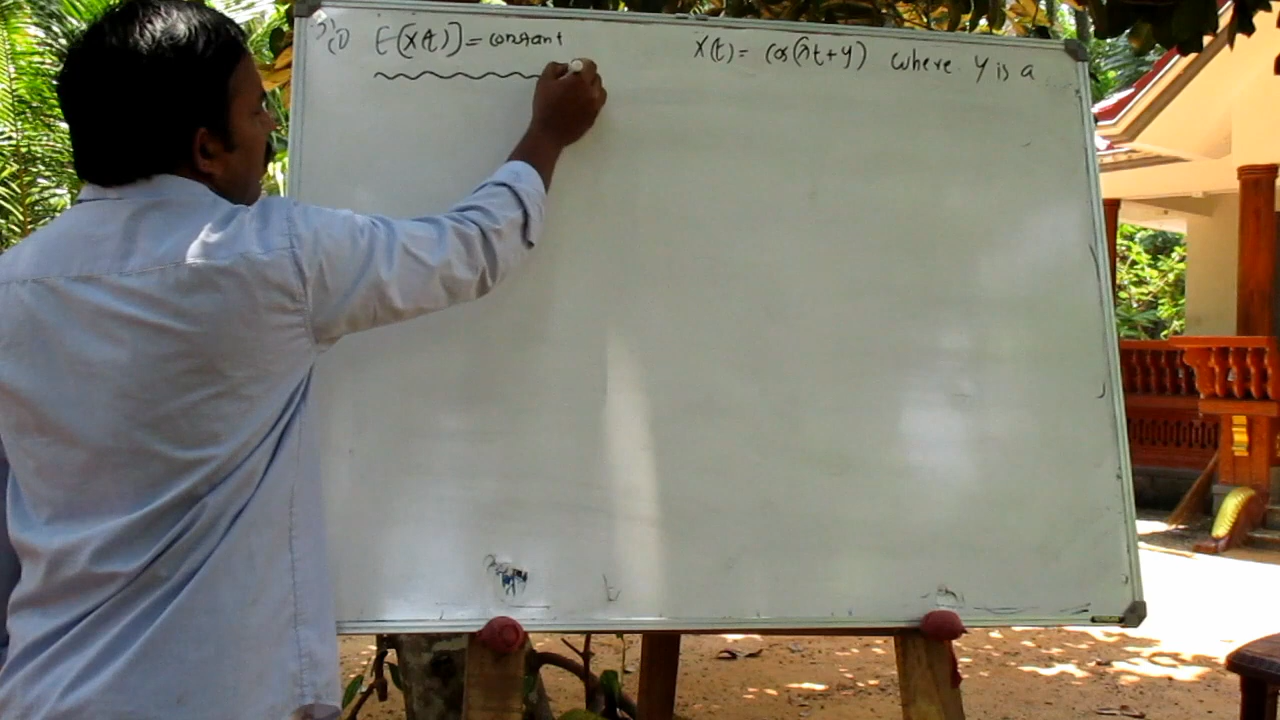 (i) E[X(t)] = constant
X(t) = cos(λt+y) where y is a